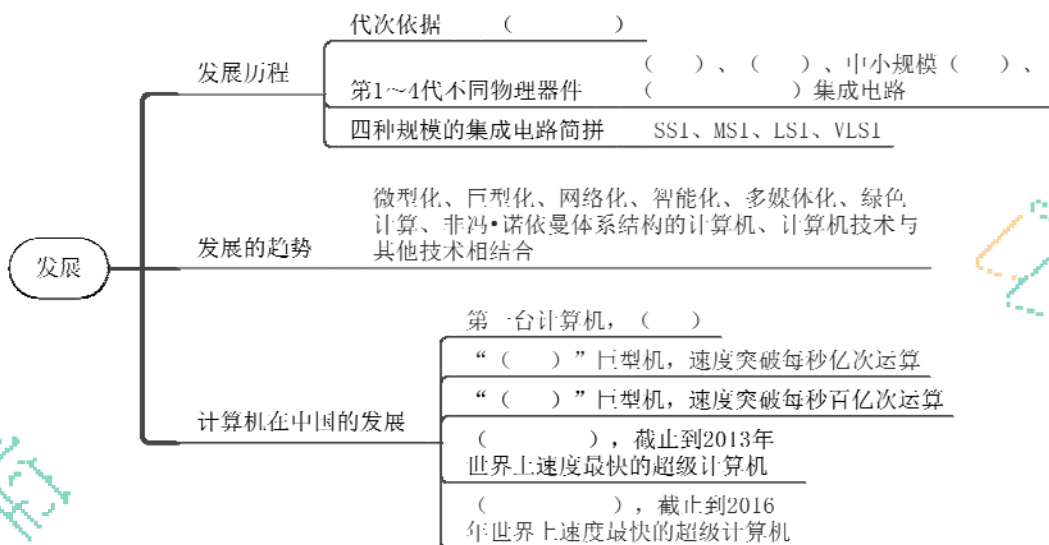 代次依据 （ ）
发展历程
（ ）、（ ）、中小规模（ ）、
第1～4代不同物理器件 （ ）集成电路
四种规模的集成电路简拼 SSI、MSI、LSI、VLSI
微型化、巨型化、网络化、智能化、多媒体化、绿色
计算、非冯•诺依曼体系结构的计算机、计算机技术与
其他技术相结合
发展的趋势
发展
第一台计算机，（ ）
“（ ）”巨型机，速度突破每秒亿次运算
“（ ）”巨型机，速度突破每秒百亿次运算
计算机在中国的发展
（ ），截止到2013年
世界上速度最快的超级计算机
（ ），截止到2016
年世界上速度最快的超级计算机